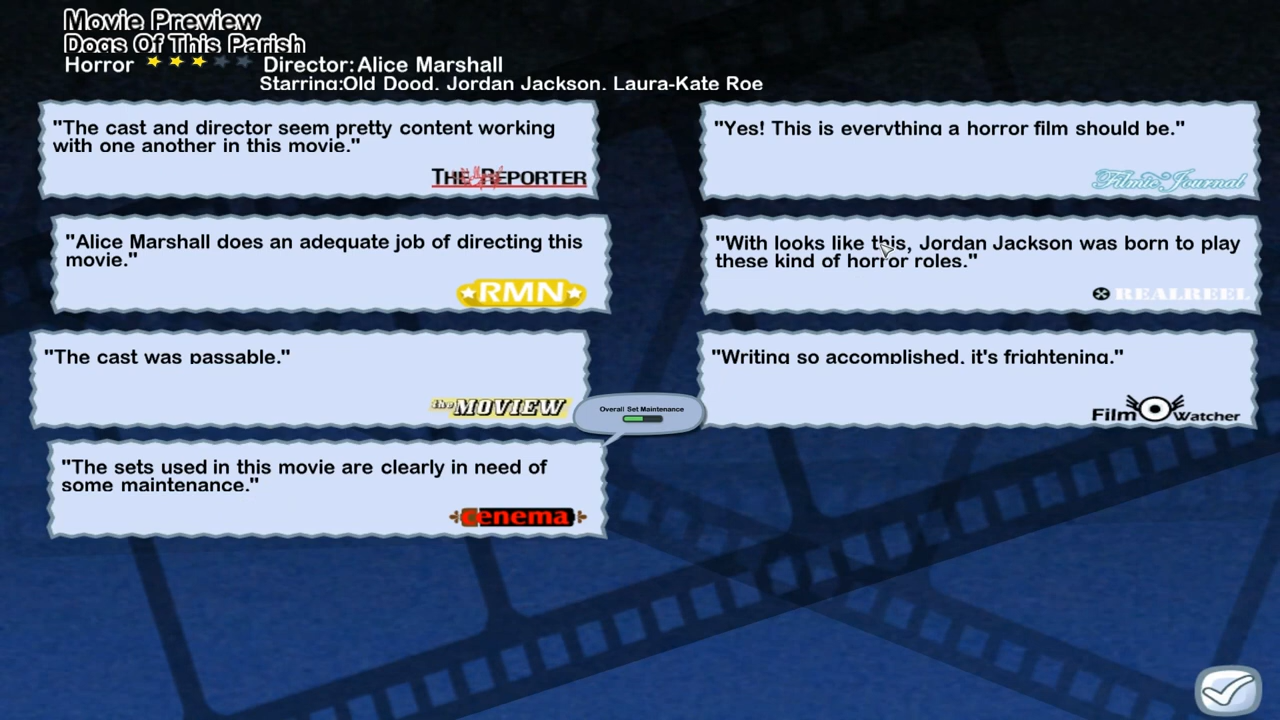 Movie Preview
Dogs Of This Parish
Horror
Director:Alice Marshall
Starring:Old Dood, Jordan Jackson, Laura-Kate Roe
"The cast and director seem pretty content working
with one another in this movie."
THE REPORTER
"Alice Marshall does an adequate job of directing this
movie."
RMN
"The cast was passable."
the MOVIEW
"The sets used in this movie are clearly in need of
some maintenance."
cenema
Overall Set Maintenance
"Yes! This is everything a horror film should be."
Filmic Journal
"With looks like this, Jordan Jackson was born to play
these kind of horror roles."
REALREEL
"Writing so accomplished, it's frightening."
Film Watcher